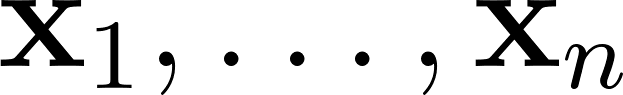 𝐱₁, . . . , 𝐱ₙ